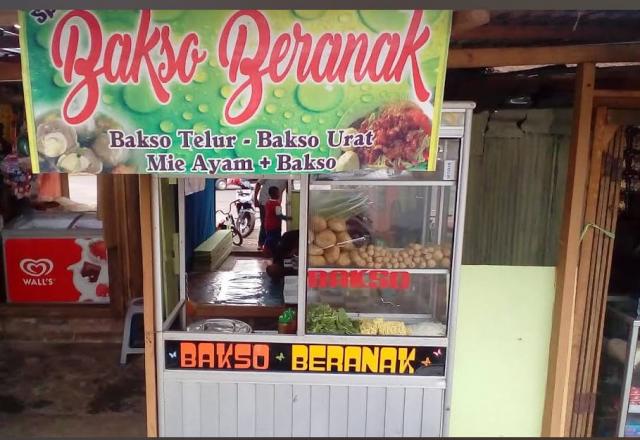 Bakso Beranak
Bakso Telur - Bakso Urat
Mie Ayam + Bakso
WALL'S
BAKSO
BAKSO BERANAK